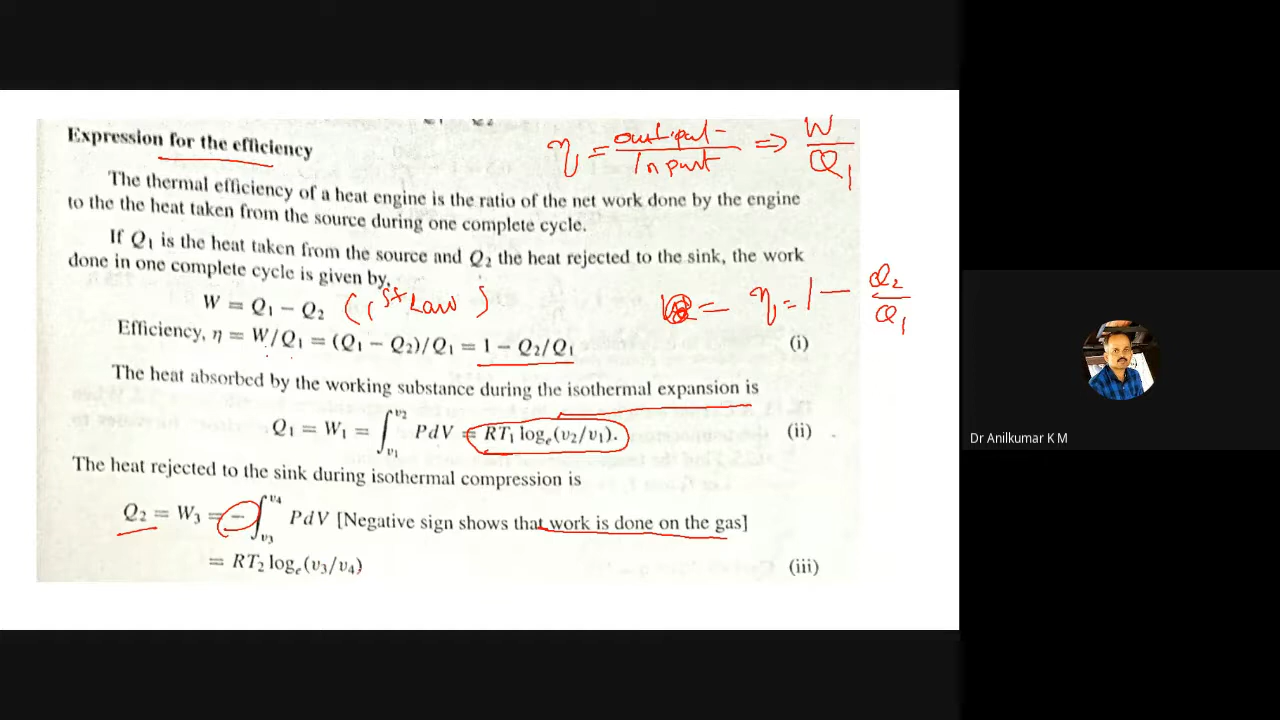 Expression for the efficiency
η = output / Input ⇒ W / Q1
The thermal efficiency of a heat engine is the ratio of the net work done by the engine
to the the heat taken from the source during one complete cycle.
If Q1 is the heat taken from the source and Q2 the heat rejected to the sink, the work
done in one complete cycle is given by,
W = Q1 − Q2 (1st Law)
= η = 1 − Q2 / Q1
Efficiency, η = W/Q1 = (Q1 − Q2)/Q1 = 1 − Q2/Q1 (i)
The heat absorbed by the working substance during the isothermal expansion is
Q1 = W1 = ∫v1^v2 PdV = RT1 loge(v2/v1). (ii)
The heat rejected to the sink during isothermal compression is
Q2 = W3 = − ∫v3^v4 PdV [Negative sign shows that work is done on the gas]
= RT2 loge(v3/v4) (iii)
Dr Anilkumar K M